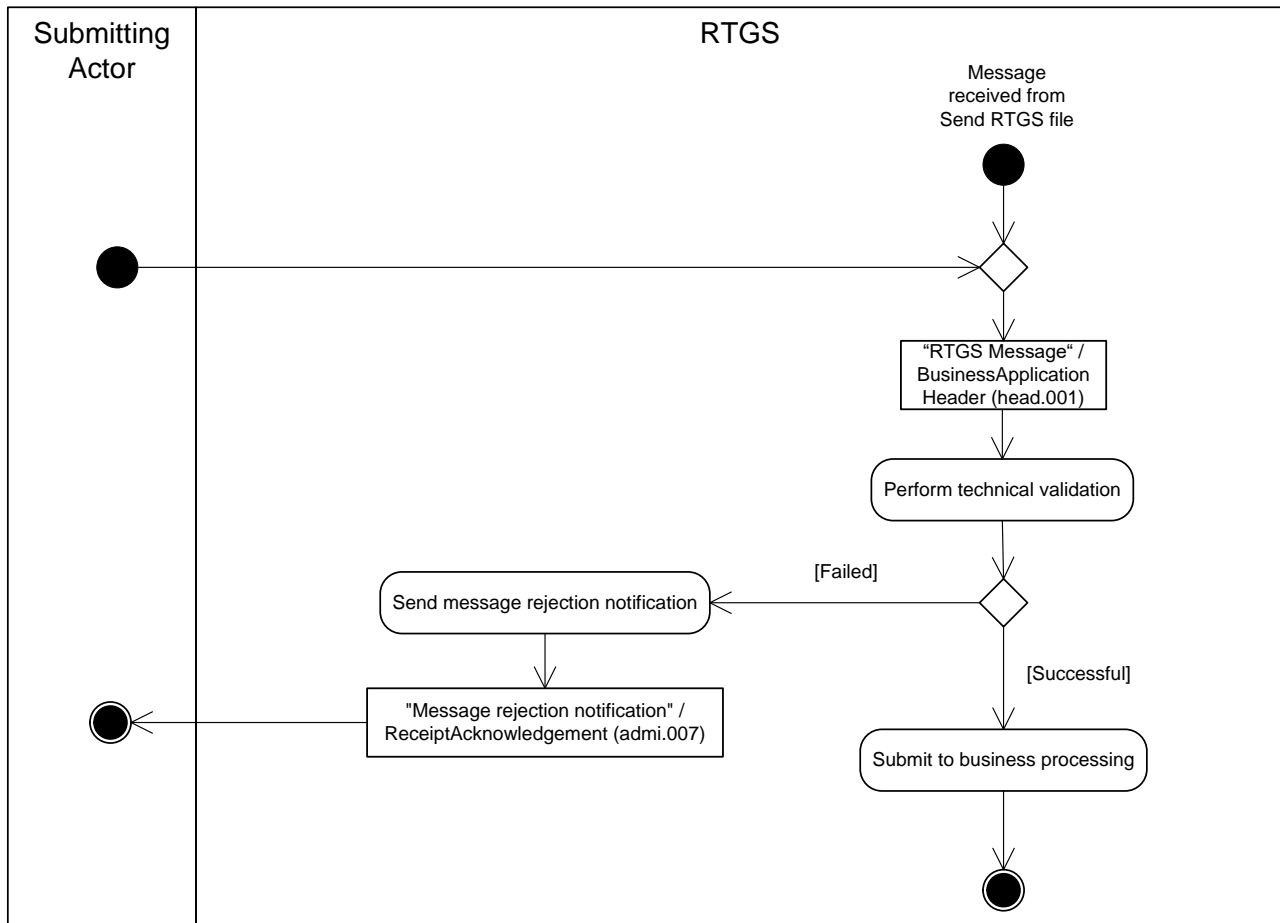 Submitting
Actor
RTGS
Message
received from
Send RTGS file
“RTGS Message“ /
BusinessApplication
Header (head.001)
Perform technical validation
[Failed]
Send message rejection notification
[Successful]
"Message rejection notification" /
ReceiptAcknowledgement (admi.007)
Submit to business processing